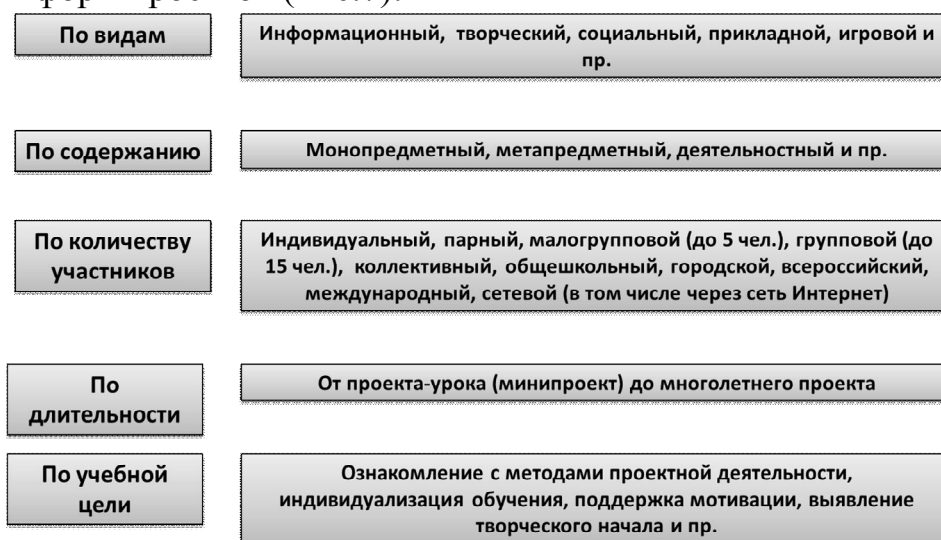 По видам
Информационный, творческий, социальный, прикладной, игровой и
пр.
По содержанию
Монопредметный, метапредметный, деятельностный и пр.
По количеству
участников
Индивидуальный, парный, малогрупповой (до 5 чел.), групповой (до
15 чел.), коллективный, общешкольный, городской, всероссийский,
международный, сетевой (в том числе через сеть Интернет)
По
длительности
От проекта-урока (минипроект) до многолетнего проекта
По учебной
цели
Ознакомление с методами проектной деятельности,
индивидуализация обучения, поддержка мотивации, выявление
творческого начала и пр.